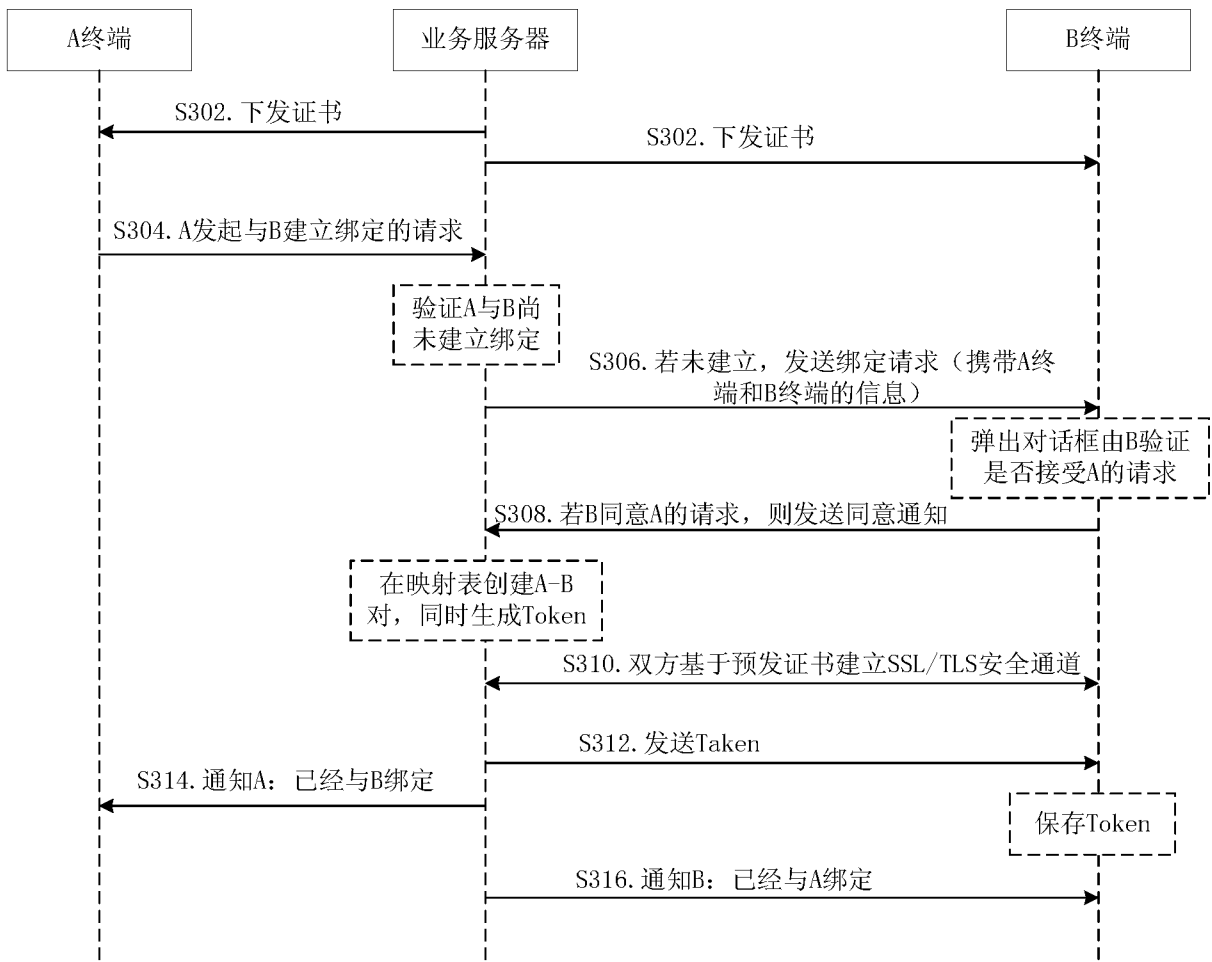 A终端
业务服务器
B终端
S302.下发证书
S302.下发证书
S304.A发起与B建立绑定的请求
验证A与B尚
未建立绑定
S306.若未建立，发送绑定请求（携带A终
端和B终端的信息）
弹出对话框由B验证
是否接受A的请求
S308.若B同意A的请求，则发送同意通知
在映射表创建A-B
对，同时生成Token
S310.双方基于预发证书建立SSL/TLS安全通道
S312.发送Taken
S314.通知A：已经与B绑定
保存Token
S316.通知B：已经与A绑定